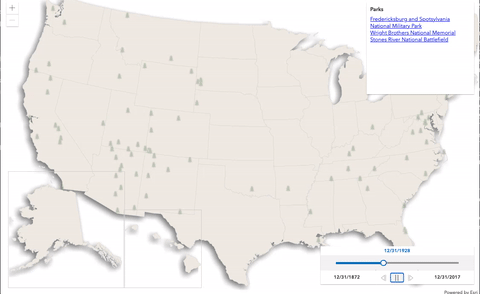 Parks
Fredericksburg and Spotsylvania
National Military Park
Wright Brothers National Memorial
Stones River National Battlefield
12/31/1928
12/31/1872
12/31/2017
Powered by Esri